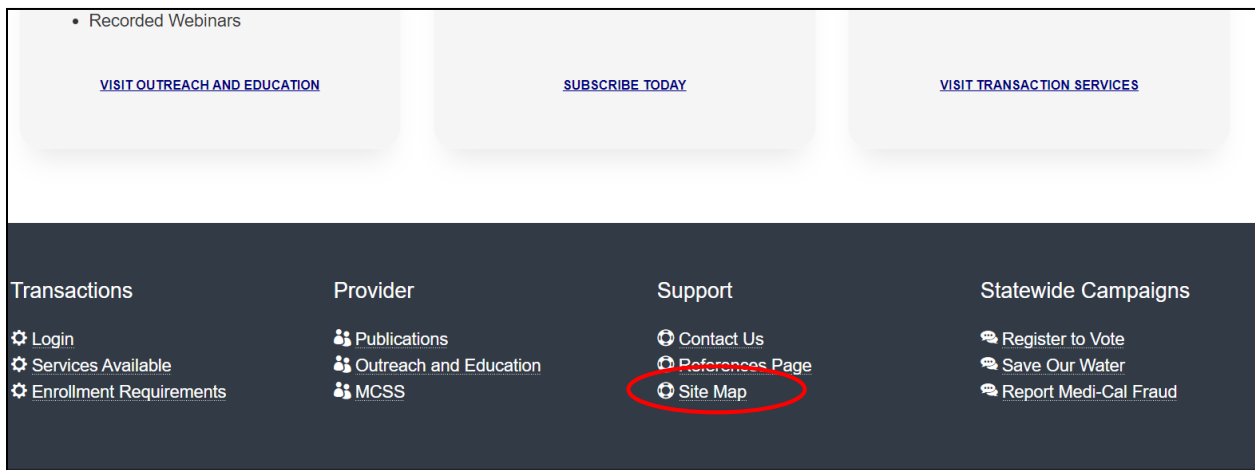 Recorded Webinars
VISIT OUTREACH AND EDUCATION
SUBSCRIBE TODAY
VISIT TRANSACTION SERVICES
Transactions
Login
Services Available
Enrollment Requirements
Provider
Publications
Outreach and Education
MCSS
Support
Contact Us
References Page
Site Map
Statewide Campaigns
Register to Vote
Save Our Water
Report Medi-Cal Fraud